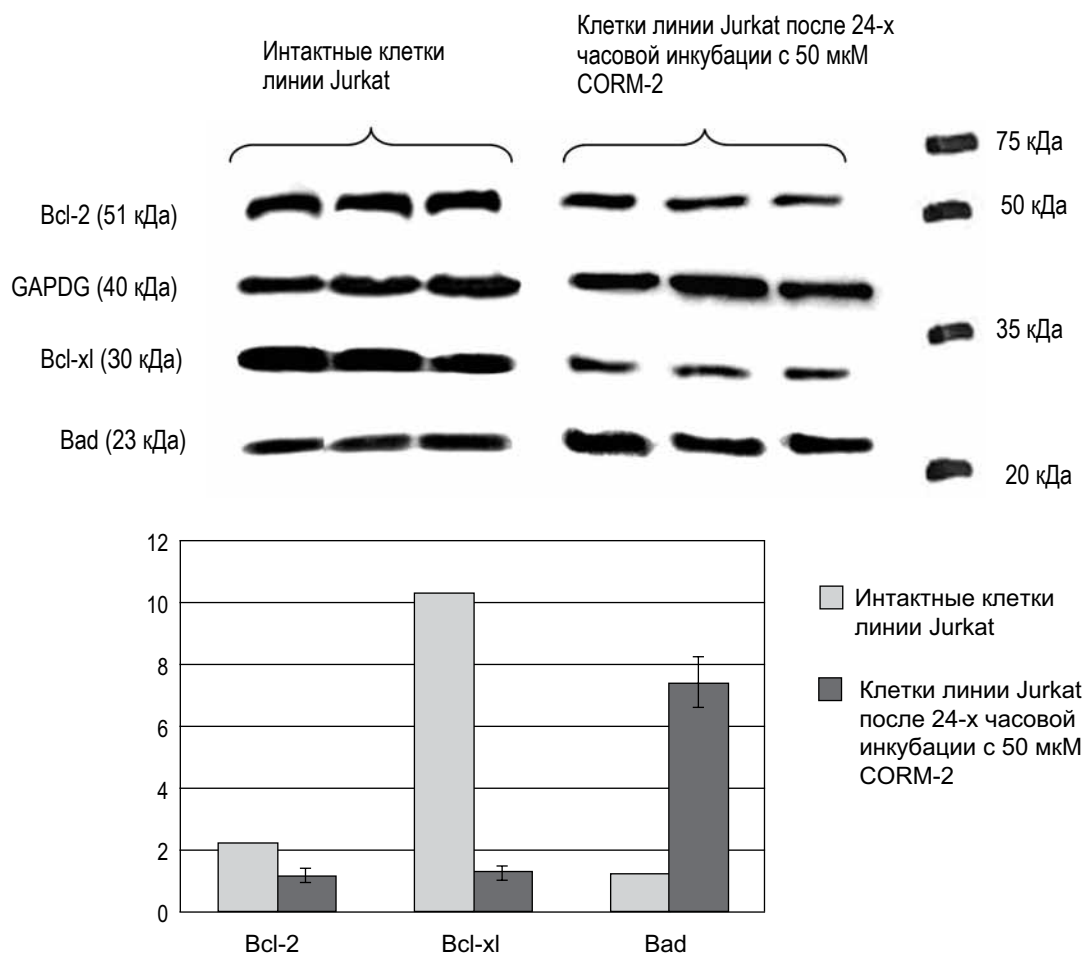 Интактные клетки
линии Jurkat
Клетки линии Jurkat после 24-х
часовой инкубации с 50 мкМ
CORM-2
75 кДа
Bcl-2 (51 кДа)
50 кДа
GAPDG (40 кДа)
35 кДа
Bcl-xl (30 кДа)
Bad (23 кДа)
20 кДа
12
10
8
6
4
2
0
Bcl-2
Bcl-xl
Bad
Интактные клетки
линии Jurkat
Клетки линии Jurkat
после 24-х часовой
инкубации с 50 мкМ
CORM-2